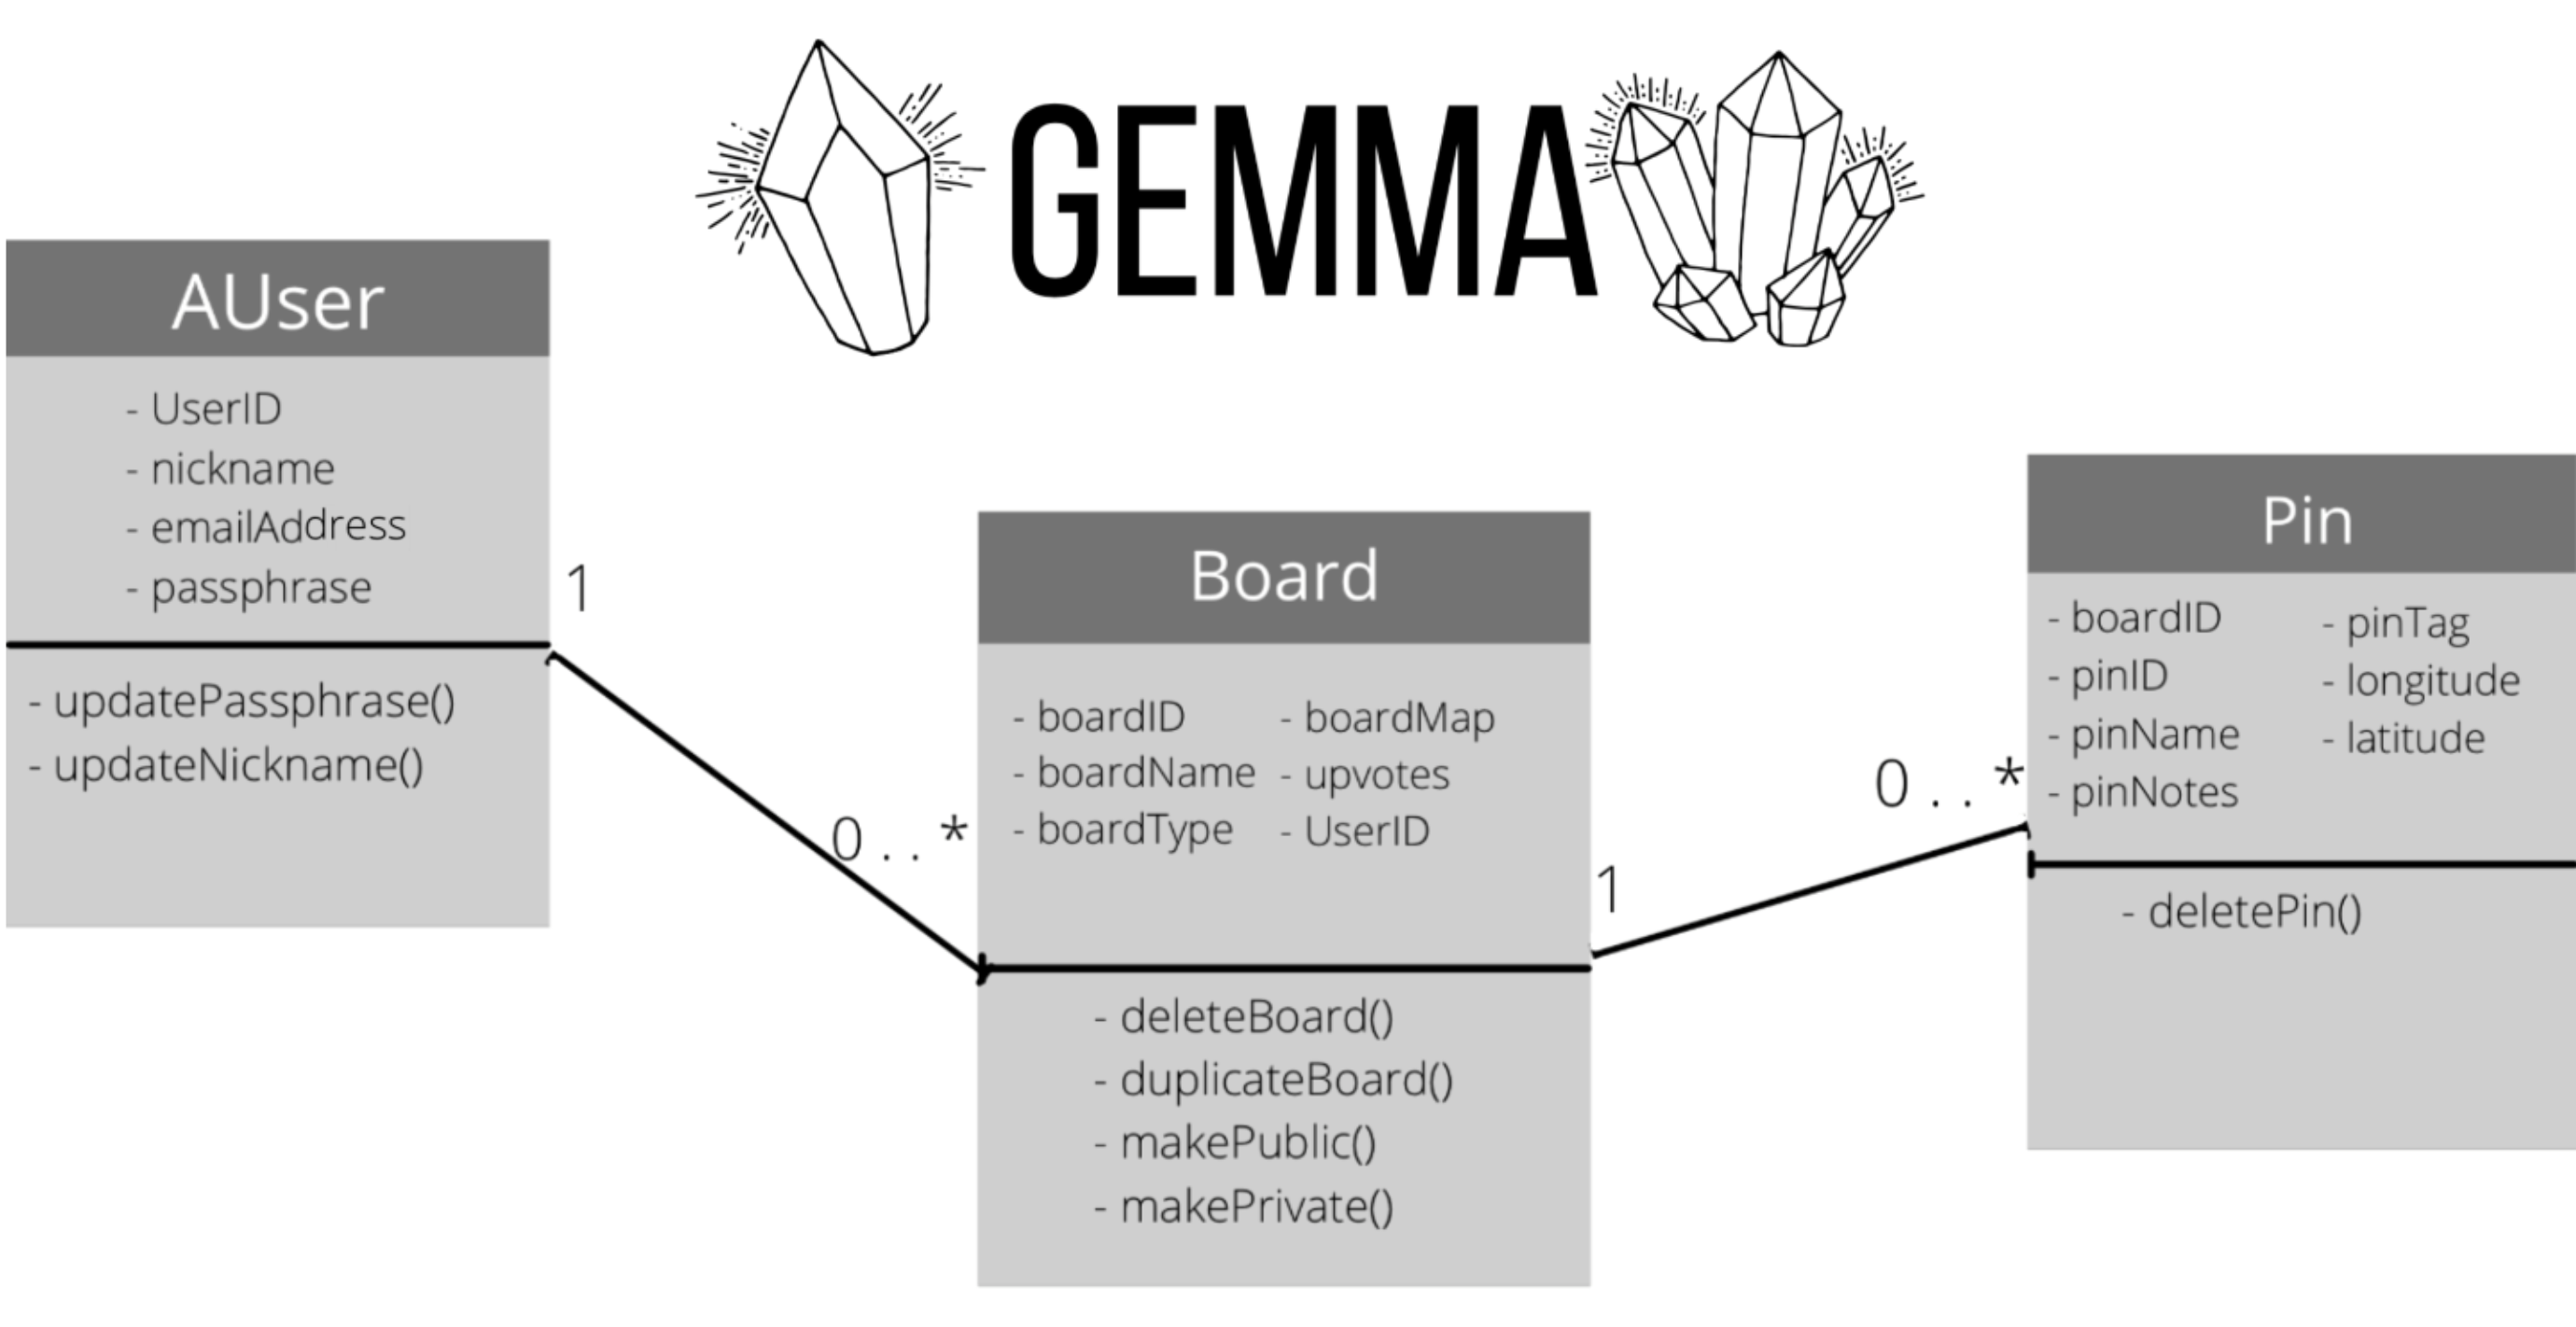 GEMMA
AUser
- UserID
- nickname
- emailAddress
- passphrase
- updatePassphrase()
- updateNickname()
1
0 . . *
Board
- boardID
- boardName
- boardType
- boardMap
- upvotes
- UserID
- deleteBoard()
- duplicateBoard()
- makePublic()
- makePrivate()
1
0 . . *
Pin
- boardID
- pinID
- pinName
- pinNotes
- pinTag
- longitude
- latitude
- deletePin()